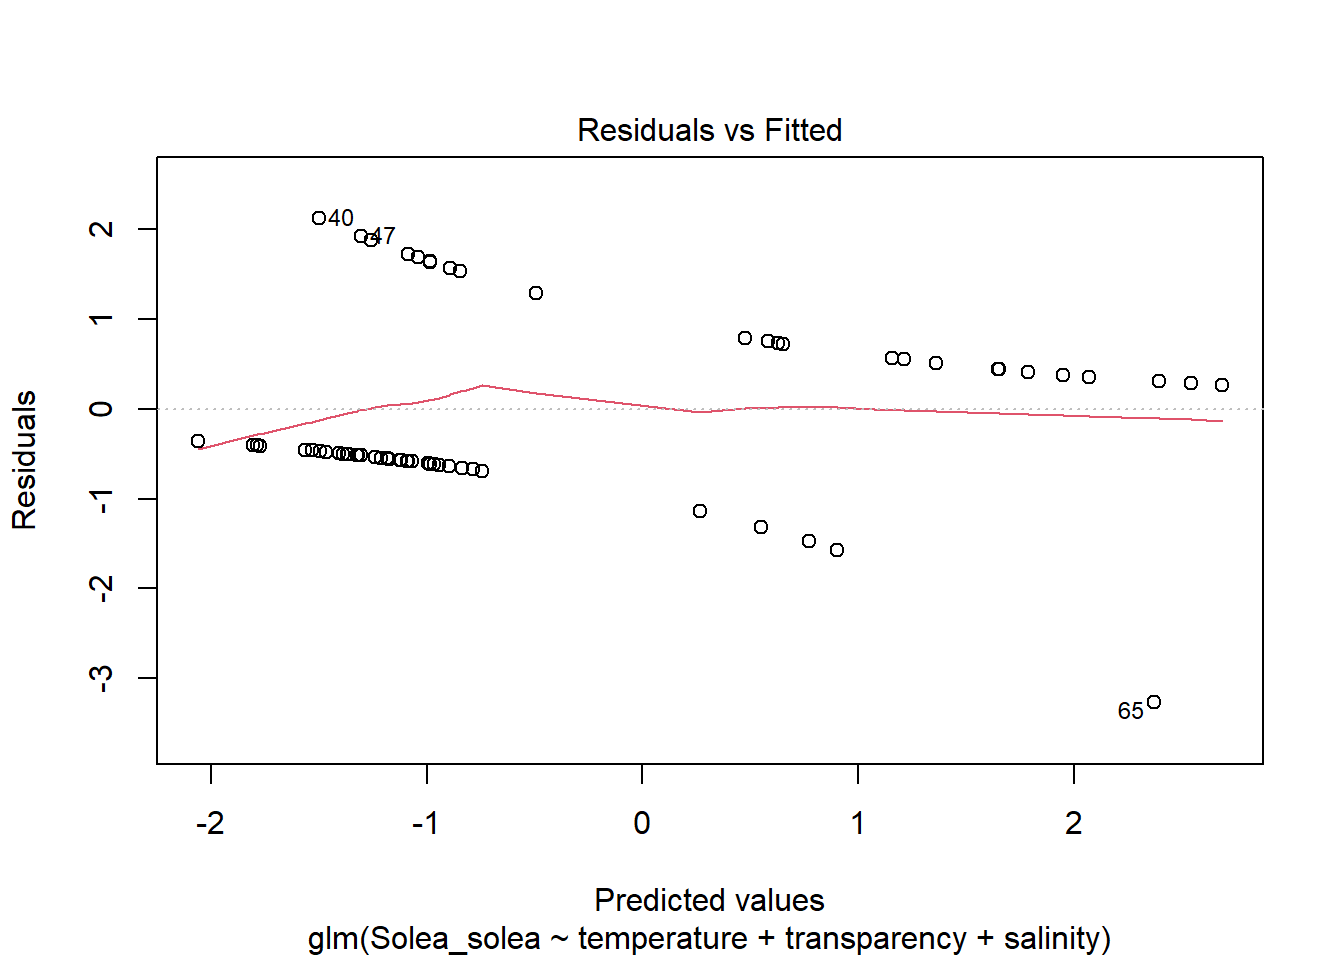 Residuals vs Fitted
Residuals
2
1
0
-1
-2
-3
40
47
65
-2 -1 0 1 2
Predicted values
glm(Solea_solea ~ temperature + transparency + salinity)